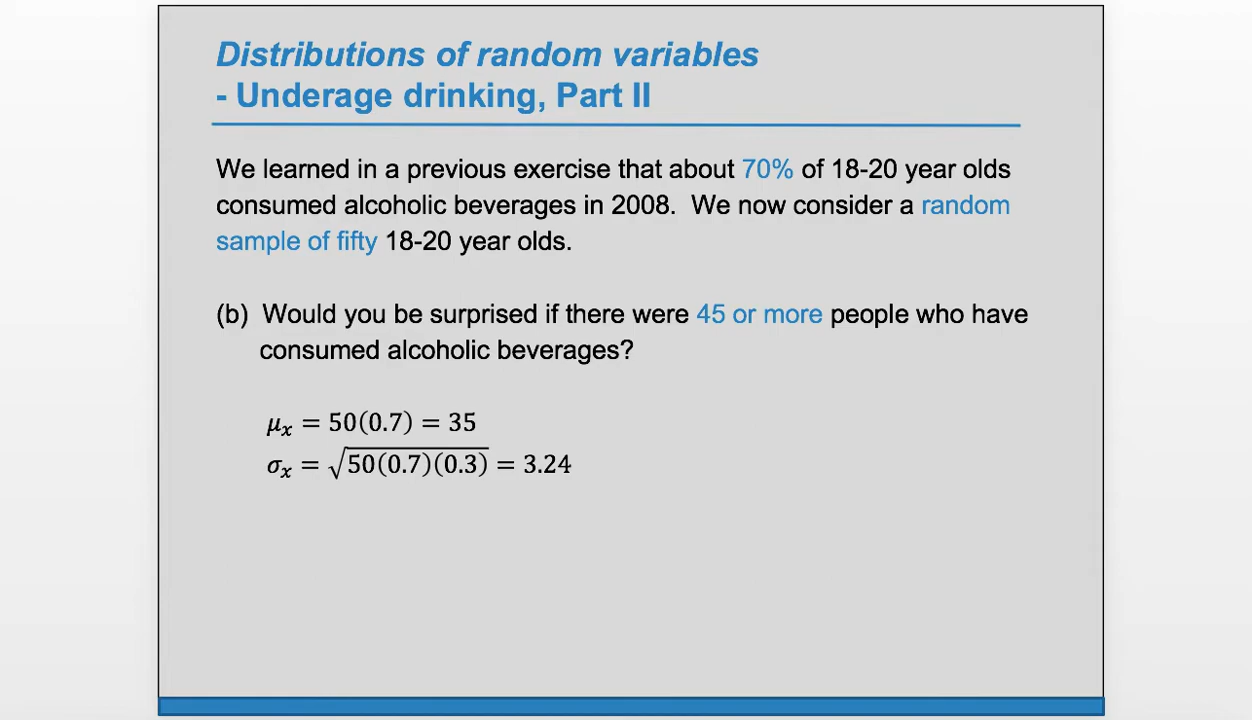 Distributions of random variables
- Underage drinking, Part II
We learned in a previous exercise that about 70% of 18-20 year olds
consumed alcoholic beverages in 2008. We now consider a random
sample of fifty 18-20 year olds.
(b) Would you be surprised if there were 45 or more people who have
consumed alcoholic beverages?
μₓ = 50(0.7) = 35
σₓ = √50(0.7)(0.3) = 3.24